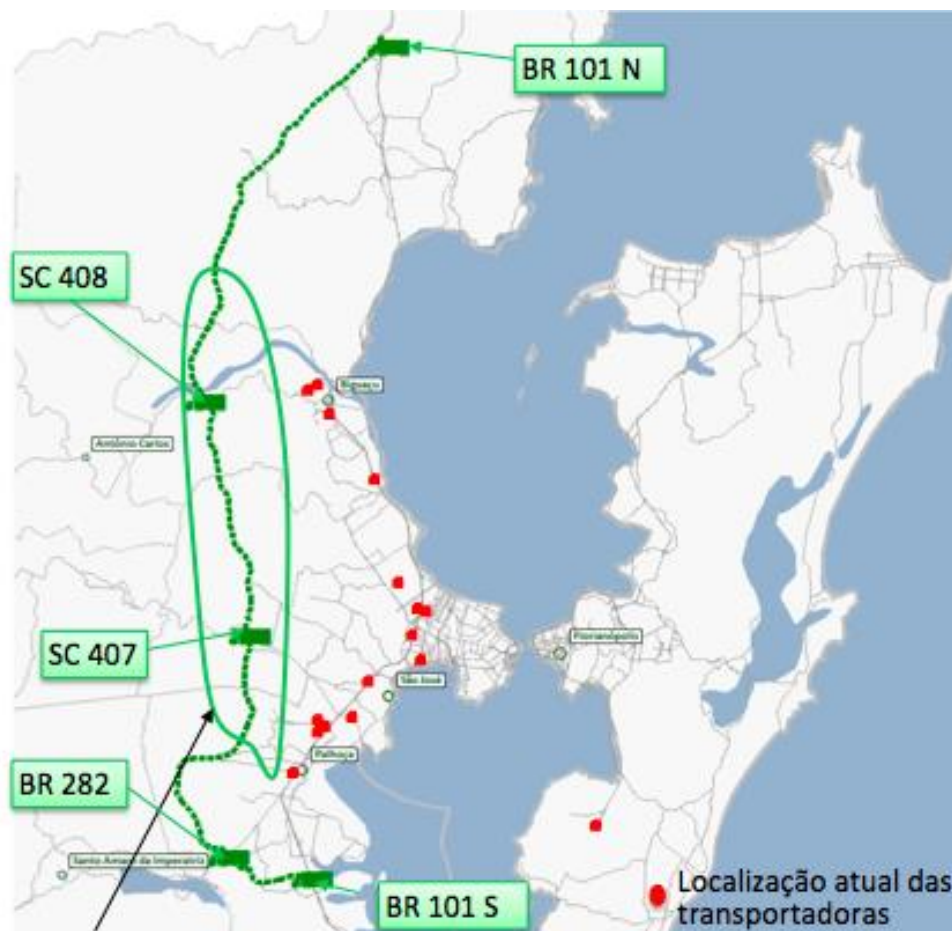 BR 101 N
SC 408
Biguaçu
Antônio Carlos
Florianópolis
SC 407
São José
Palhoça
BR 282
Santo Amaro da Imperatriz
BR 101 S
Localização atual das
transportadoras